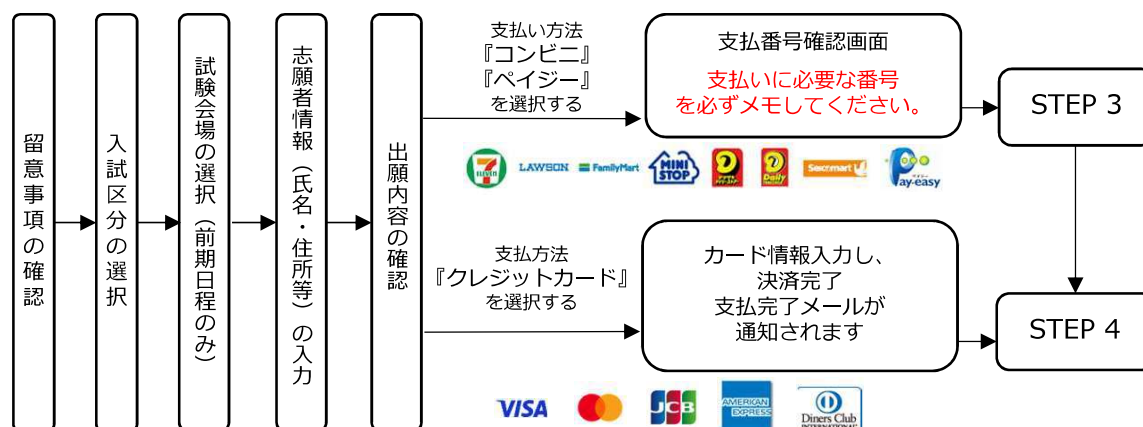 留意事項の確認
入試区分の選択
試験会場の選択（前期日程のみ）
志願者情報（氏名・住所等）の入力
出願内容の確認
支払い方法
『コンビニ』
『ペイジー』
を選択する
支払番号確認画面
支払いに必要な番号
を必ずメモしてください。
STEP 3
7
ELEVEN
LAWSON
FamilyMart
MINI
STOP
Daily
Seicomart
Pay-easy
支払方法
『クレジットカード』
を選択する
カード情報入力し、
決済完了
支払完了メールが
通知されます
STEP 4
VISA
JCB
AMERICAN
EXPRESS
Diners Club
INTERNATIONAL